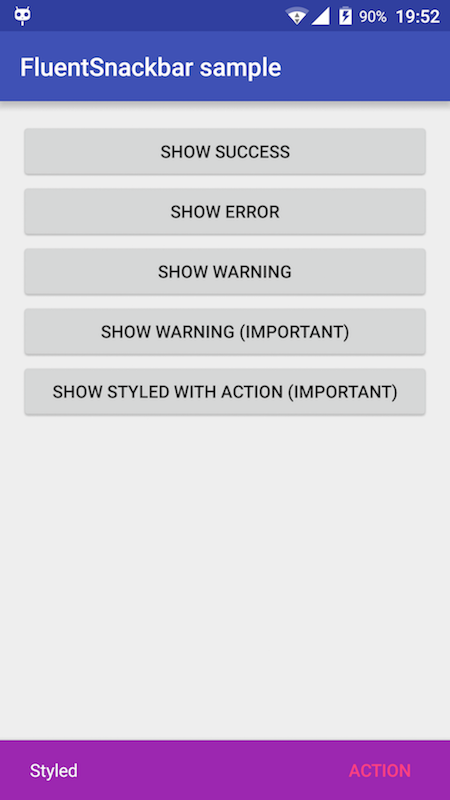 90% 19:52
FluentSnackbar sample
SHOW SUCCESS
SHOW ERROR
SHOW WARNING
SHOW WARNING (IMPORTANT)
SHOW STYLED WITH ACTION (IMPORTANT)
Styled ACTION